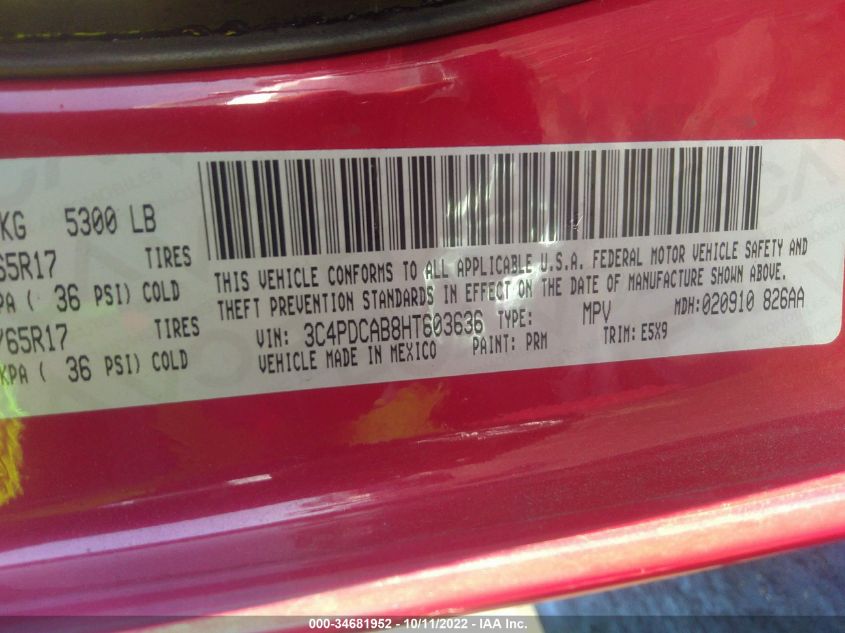 KG 5300 LB
65R17 TIRES
PA ( 36 PSI) COLD
/65R17 TIRES
KPA ( 36 PSI) COLD
THIS VEHICLE CONFORMS TO ALL APPLICABLE U.S.A. FEDERAL MOTOR VEHICLE SAFETY AND
THEFT PREVENTION STANDARDS IN EFFECT ON THE DATE OF MANUFACTURE SHOWN ABOVE.
VIN: 3C4PDCAB8HT603636 TYPE: MPV MDH:020910 826AA
VEHICLE MADE IN MEXICO PAINT: PRM TRIM: E5X9
000-34681952 - 10/11/2022 - IAA Inc.